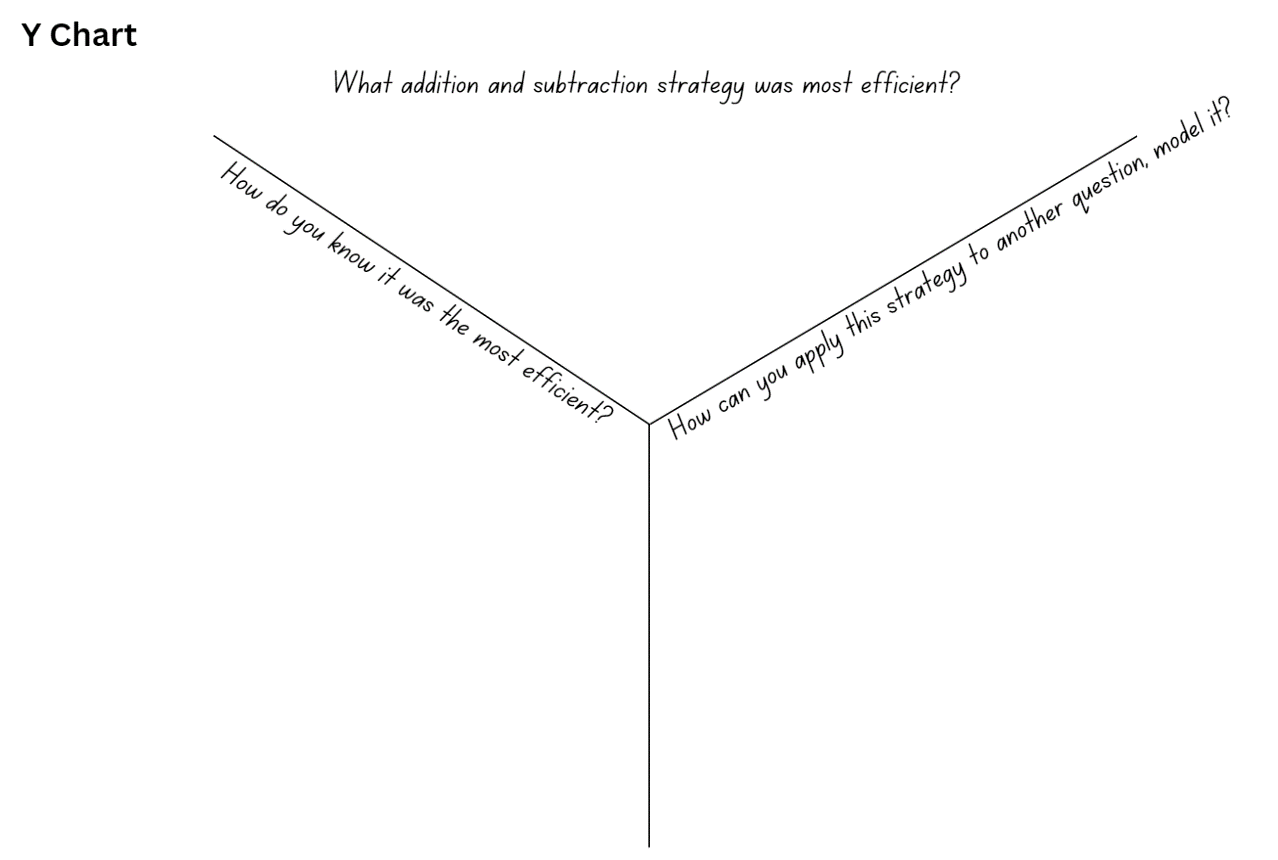 Y Chart
What addition and subtraction strategy was most efficient?
How do you know it was the most efficient?
How can you apply this strategy to another question, model it?